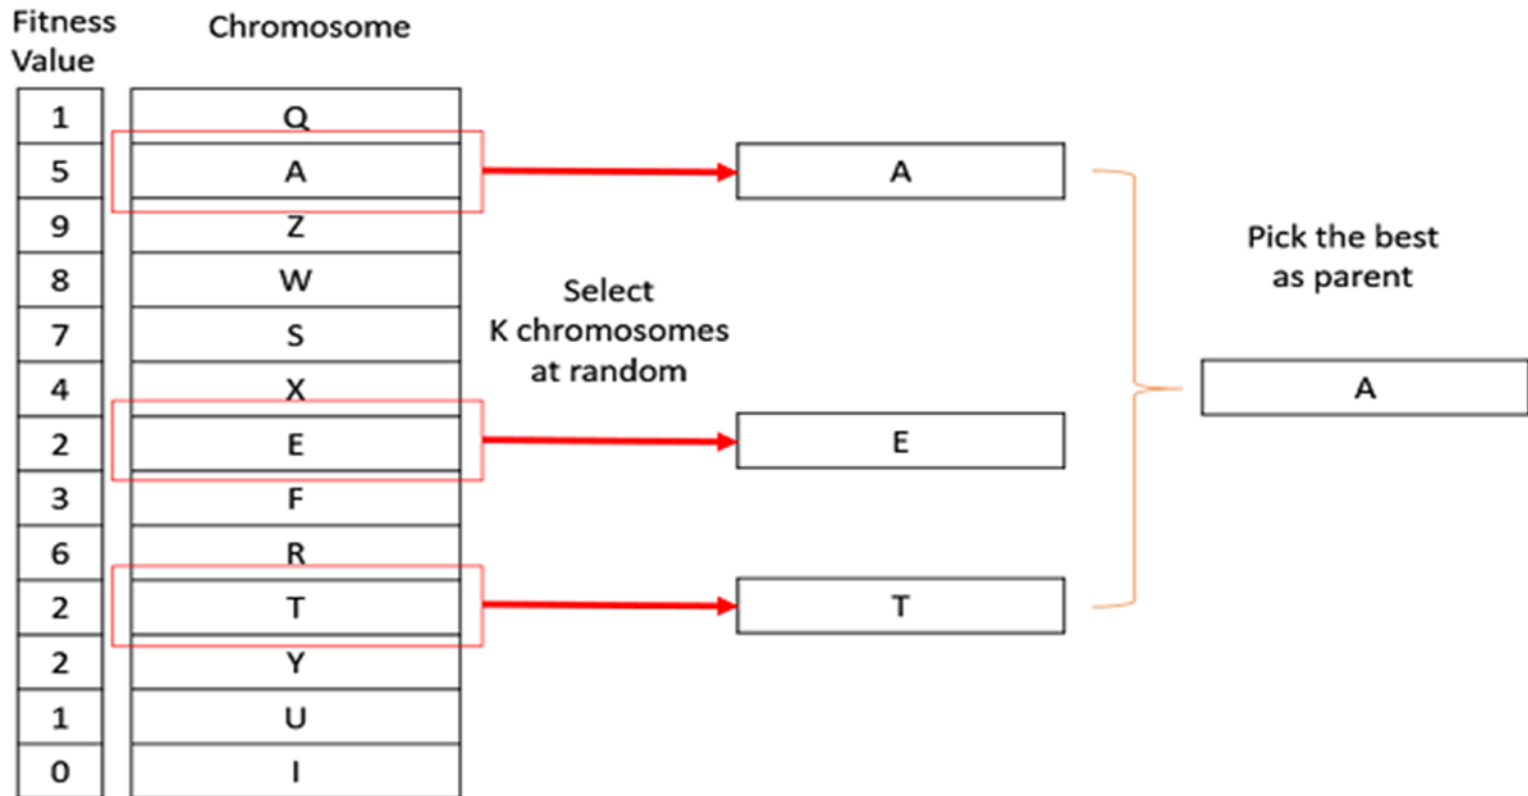 Fitness
Value
Chromosome
1 Q
5 A
9 Z
8 W
7 S
4 X
2 E
3 F
6 R
2 T
2 Y
1 U
0 I
Select
K chromosomes
at random
A
E
T
Pick the best
as parent
A